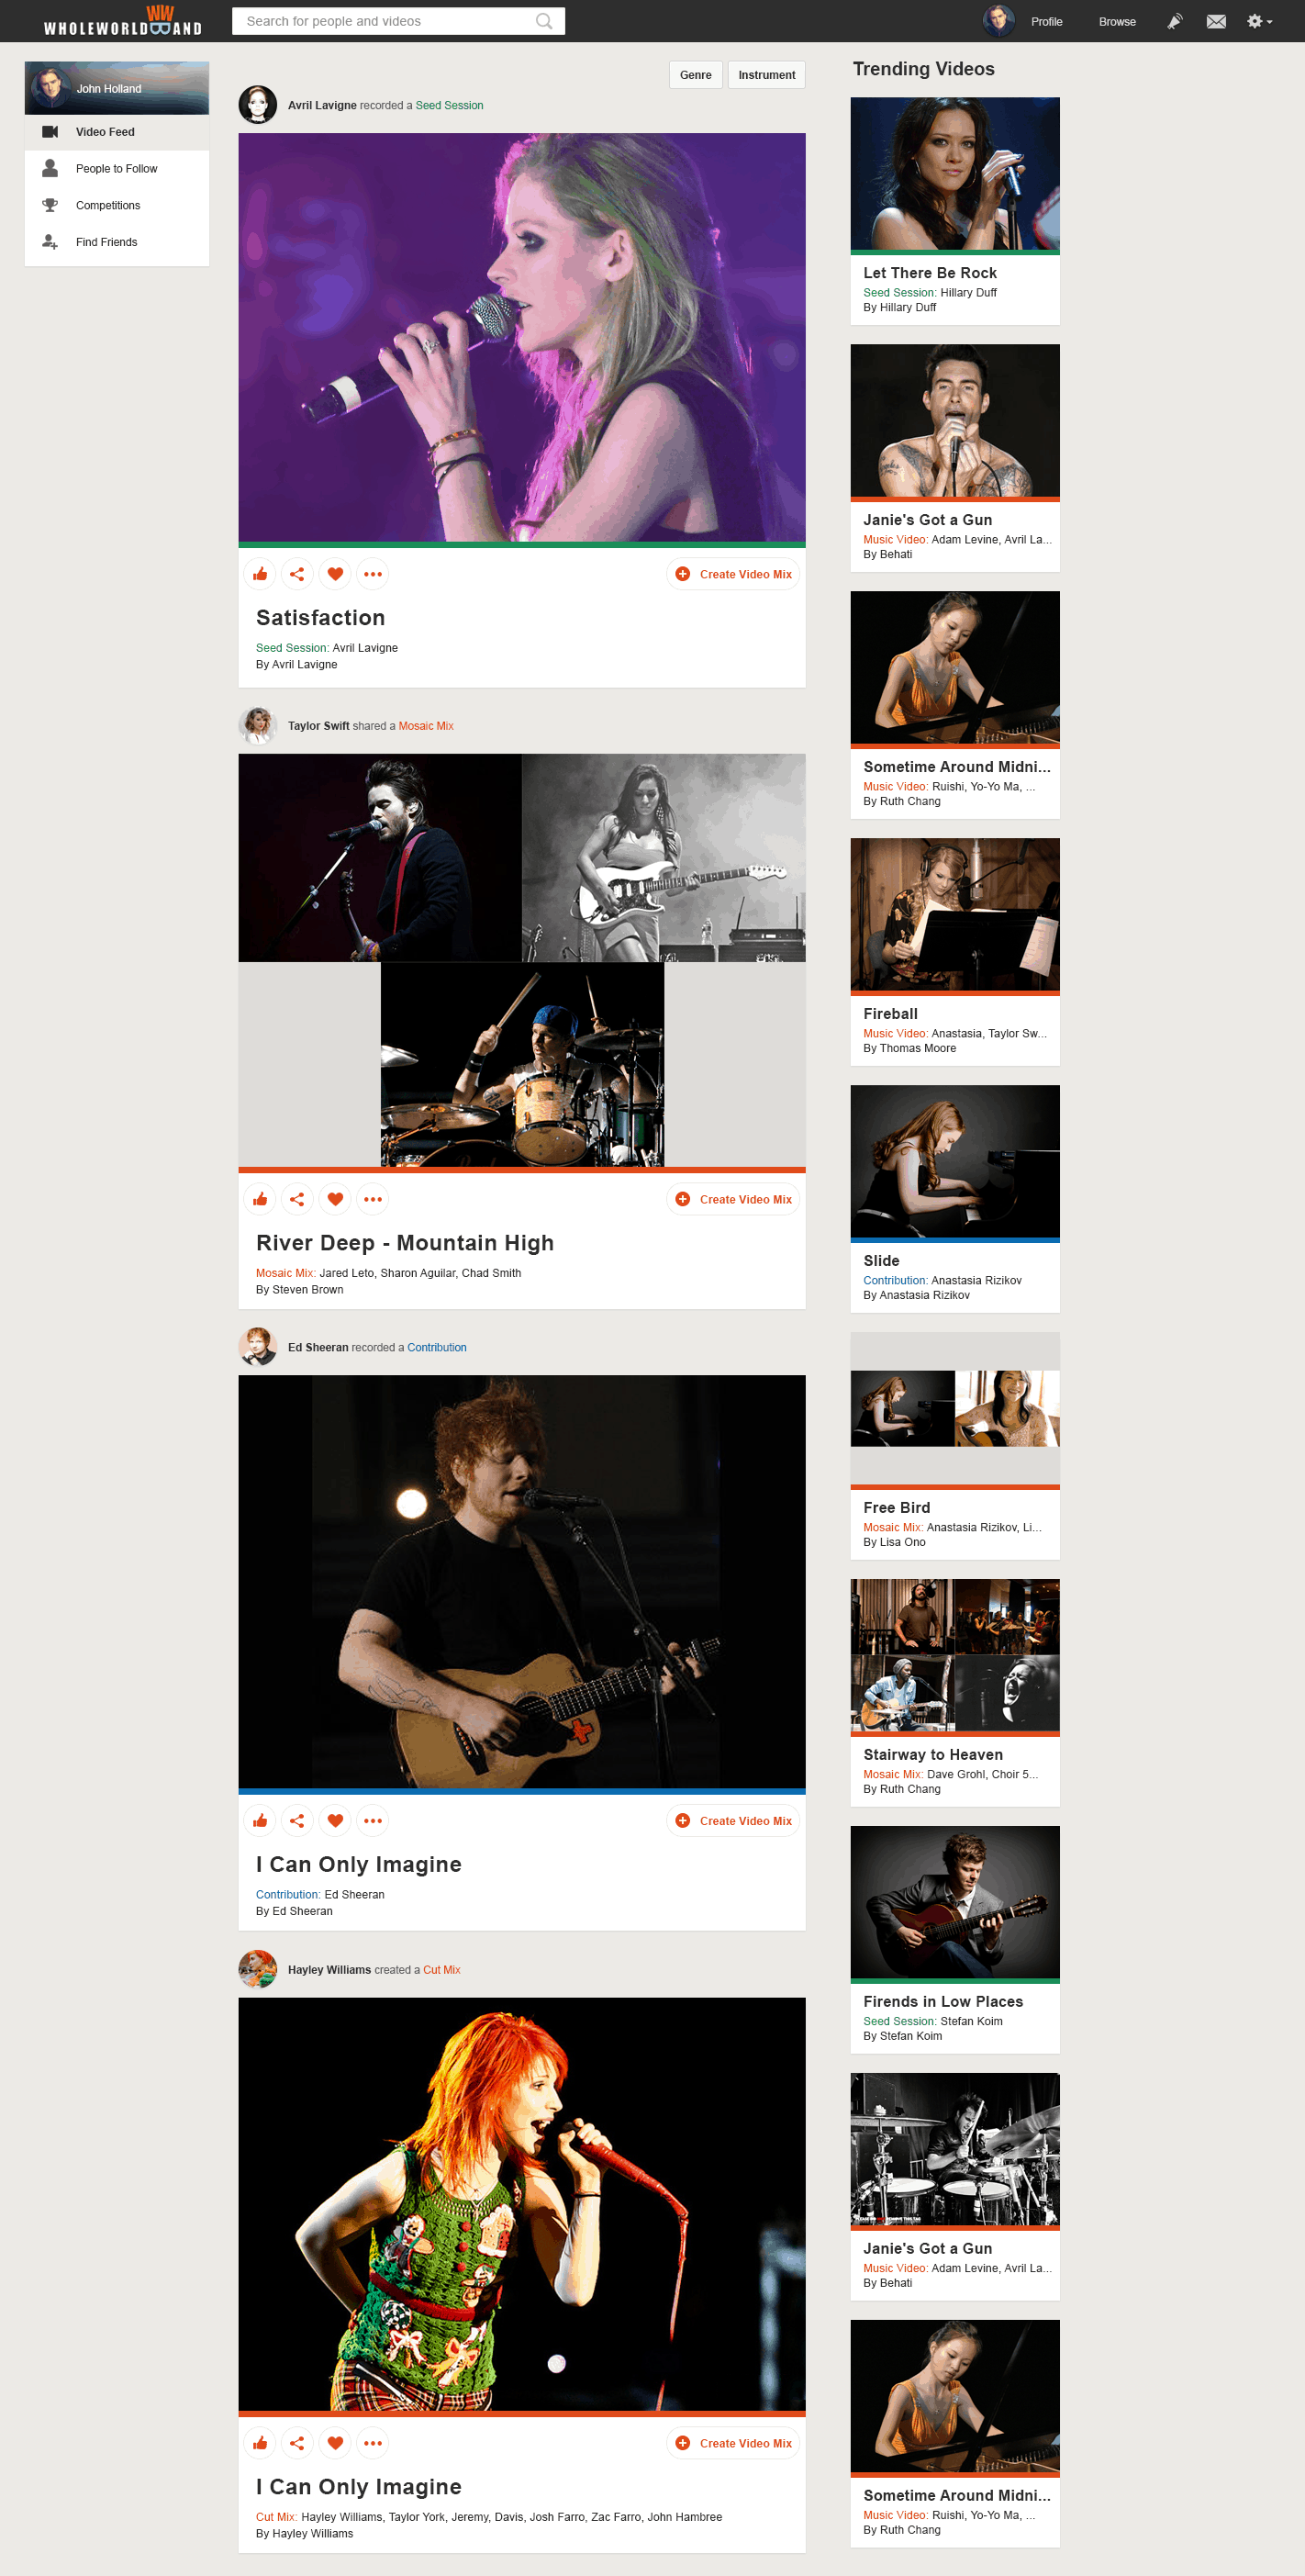 WHOLEWORLDBAND
Search for people and videos
Profile
Browse
John Holland
Video Feed
People to Follow
Competitions
Find Friends
Genre
Instrument
Avril Lavigne recorded a Seed Session
Create Video Mix
Satisfaction
Seed Session: Avril Lavigne
By Avril Lavigne
Taylor Swift shared a Mosaic Mix
Create Video Mix
River Deep - Mountain High
Mosaic Mix: Jared Leto, Sharon Aguilar, Chad Smith
By Steven Brown
Ed Sheeran recorded a Contribution
Create Video Mix
I Can Only Imagine
Contribution: Ed Sheeran
By Ed Sheeran
Hayley Williams created a Cut Mix
Create Video Mix
I Can Only Imagine
Cut Mix: Hayley Williams, Taylor York, Jeremy, Davis, Josh Farro, Zac Farro, John Hambree
By Hayley Williams
Trending Videos
Let There Be Rock
Seed Session: Hillary Duff
By Hillary Duff
Janie's Got a Gun
Music Video: Adam Levine, Avril La...
By Behati
Sometime Around Midni...
Music Video: Ruishi, Yo-Yo Ma, ...
By Ruth Chang
Fireball
Music Video: Anastasia, Taylor Sw...
By Thomas Moore
Slide
Contribution: Anastasia Rizikov
By Anastasia Rizikov
Free Bird
Mosaic Mix: Anastasia Rizikov, Li...
By Lisa Ono
Stairway to Heaven
Mosaic Mix: Dave Grohl, Choir 5...
By Ruth Chang
Firends in Low Places
Seed Session: Stefan Koim
By Stefan Koim
Janie's Got a Gun
Music Video: Adam Levine, Avril La...
By Behati
Sometime Around Midni...
Music Video: Ruishi, Yo-Yo Ma, ...
By Ruth Chang